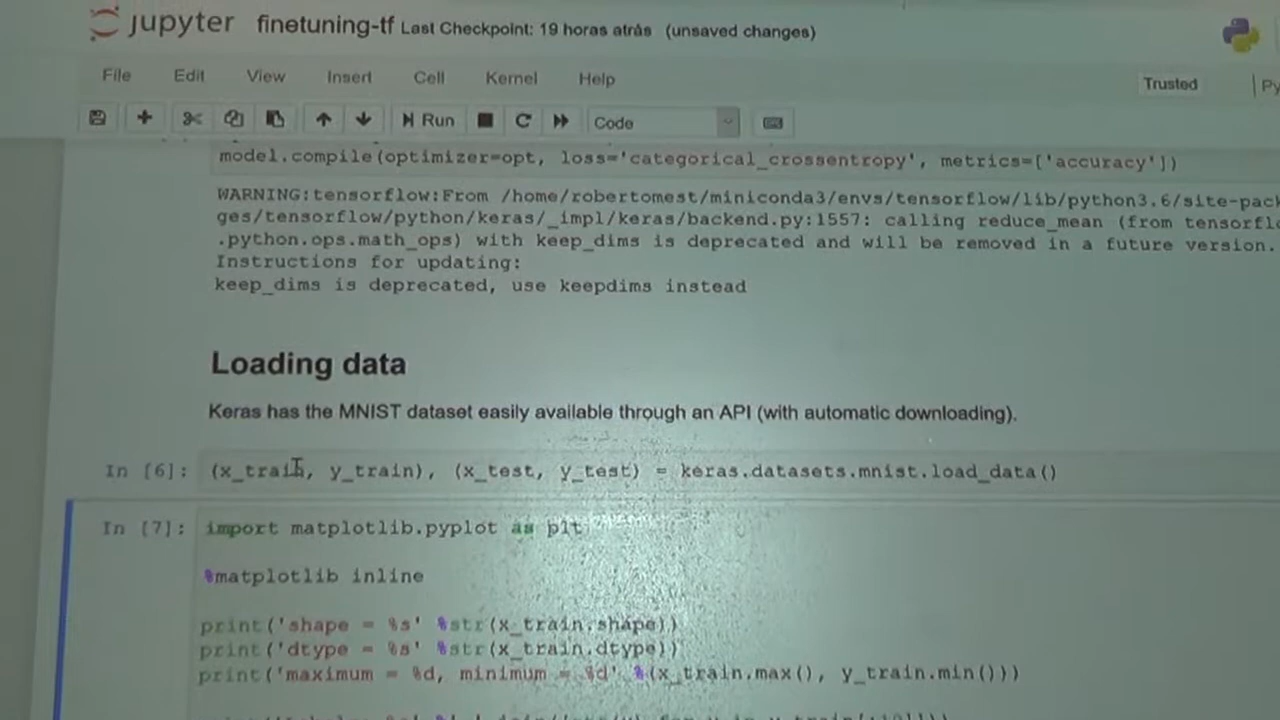 jupyter finetuning-tf Last Checkpoint: 19 horas atrás (unsaved changes)
File Edit View Insert Cell Kernel Help
Trusted
Run Code
model.compile(optimizer=opt, loss='categorical_crossentropy', metrics=['accuracy'])
WARNING:tensorflow:From /home/robertomest/miniconda3/envs/tensorflow/lib/python3.6/site-pack
ges/tensorflow/python/keras/_impl/keras/backend.py:1557: calling reduce_mean (from tensorflo
.python.ops.math_ops) with keep_dims is deprecated and will be removed in a future version.
Instructions for updating:
keep_dims is deprecated, use keepdims instead
Loading data
Keras has the MNIST dataset easily available through an API (with automatic downloading).
In [6]: (x_train, y_train), (x_test, y_test) = keras.datasets.mnist.load_data()
In [7]: import matplotlib.pyplot as plt
%matplotlib inline
print('shape = %s' %str(x_train.shape))
print('dtype = %s' %str(x_train.dtype))
print('maximum = %d, minimum = %d' %(x_train.max(), y_train.min()))